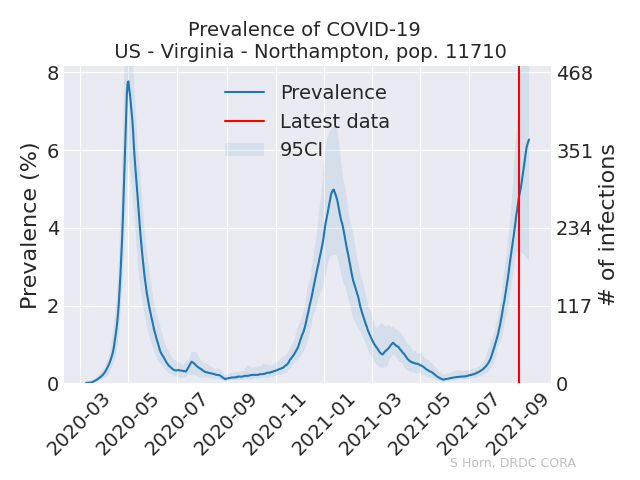 Prevalence of COVID-19
US - Virginia - Northampton, pop. 11710
Prevalence (%)
8
6
4
2
0
Prevalence
Latest data
95CI
468
351
234
117
0
# of infections
2020-03
2020-05
2020-07
2020-09
2020-11
2021-01
2021-03
2021-05
2021-07
2021-09
S Horn, DRDC CORA